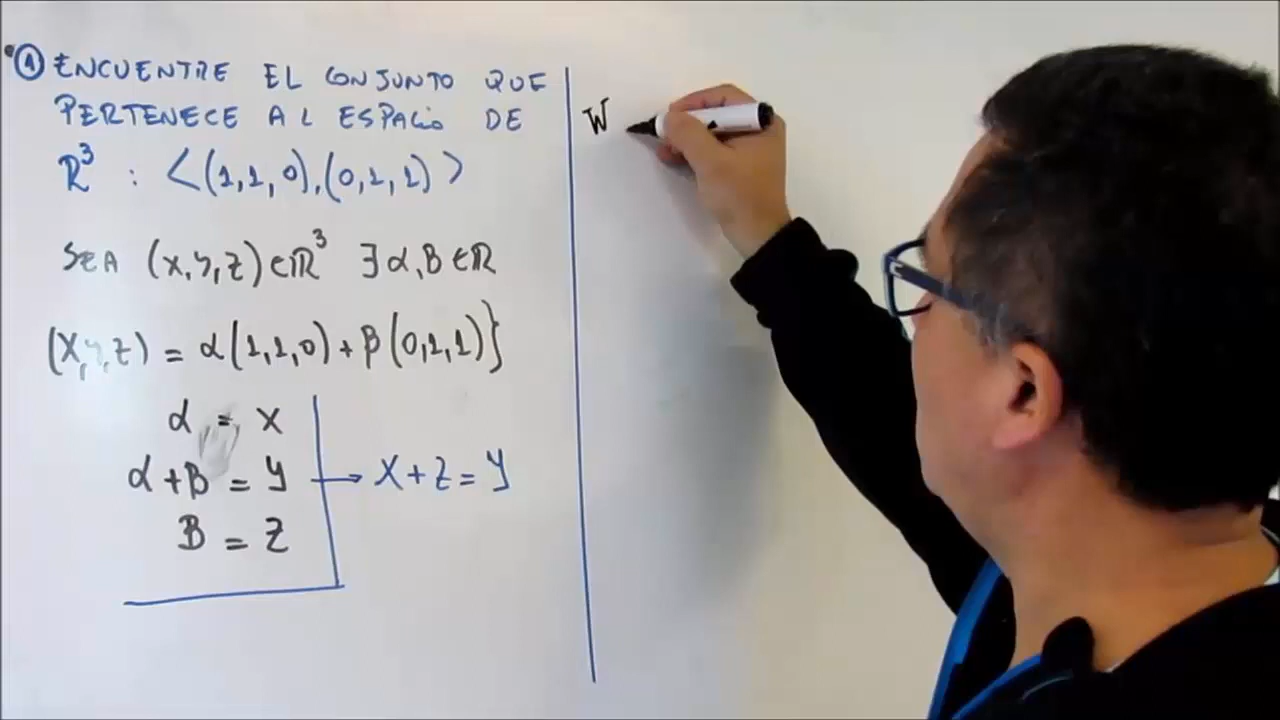 ① ENCUENTRE EL CONJUNTO QUE
PERTENECE AL ESPACIO DE
ℝ³ : <(1,1,0),(0,1,1)>
SEA (x,y,z)∈ℝ³ ∃α,B∈ℝ
(x,y,z) = α(1,1,0)+β(0,1,1)}
α = x
α+B = y → x+z=y
B = z
W